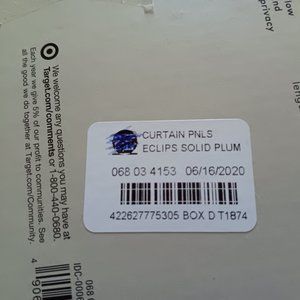 CURTAIN PNLS
ECLIPS SOLID PLUM
068 03 4153 06/16/2020
422627775305 BOX D T1874
We welcome any questions you may have at
Target.com/comments or 1-800-440-0680.
Each year we give 5% of our profit to communities. See
all the good we do together at Target.com/Community.
privacy